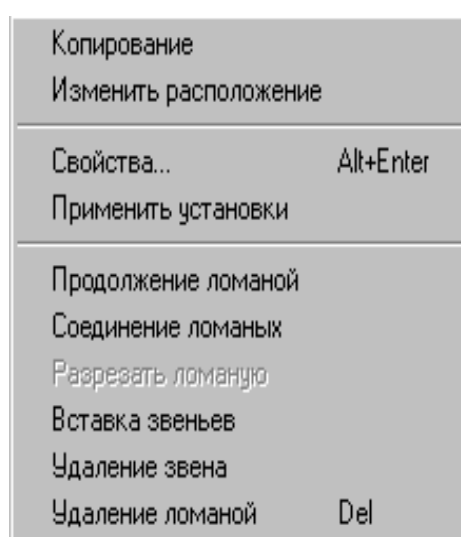 Копирование
Изменить расположение
Свойства... Alt+Enter
Применить установки
Продолжение ломаной
Соединение ломаных
Разрезать ломаную
Вставка звеньев
Удаление звена
Удаление ломаной Del